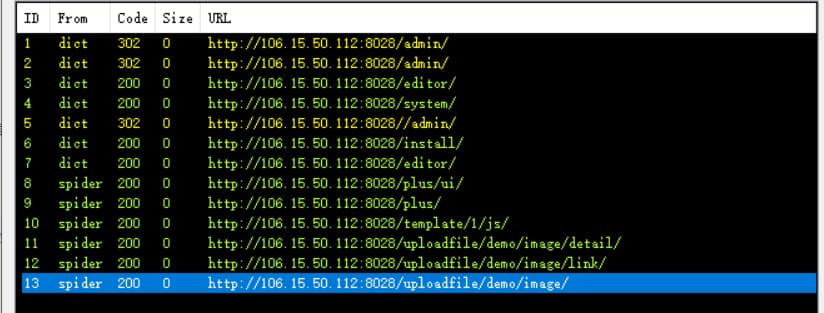 ID From Code Size URL
1 dict 302 0 http://106.15.50.112:8028/admin/
2 dict 302 0 http://106.15.50.112:8028/admin/
3 dict 200 0 http://106.15.50.112:8028/editor/
4 dict 200 0 http://106.15.50.112:8028/system/
5 dict 302 0 http://106.15.50.112:8028//admin/
6 dict 200 0 http://106.15.50.112:8028/install/
7 dict 200 0 http://106.15.50.112:8028/editor/
8 spider 200 0 http://106.15.50.112:8028/plus/ui/
9 spider 200 0 http://106.15.50.112:8028/plus/
10 spider 200 0 http://106.15.50.112:8028/template/1/js/
11 spider 200 0 http://106.15.50.112:8028/uploadfile/demo/image/detail/
12 spider 200 0 http://106.15.50.112:8028/uploadfile/demo/image/link/
13 spider 200 0 http://106.15.50.112:8028/uploadfile/demo/image/